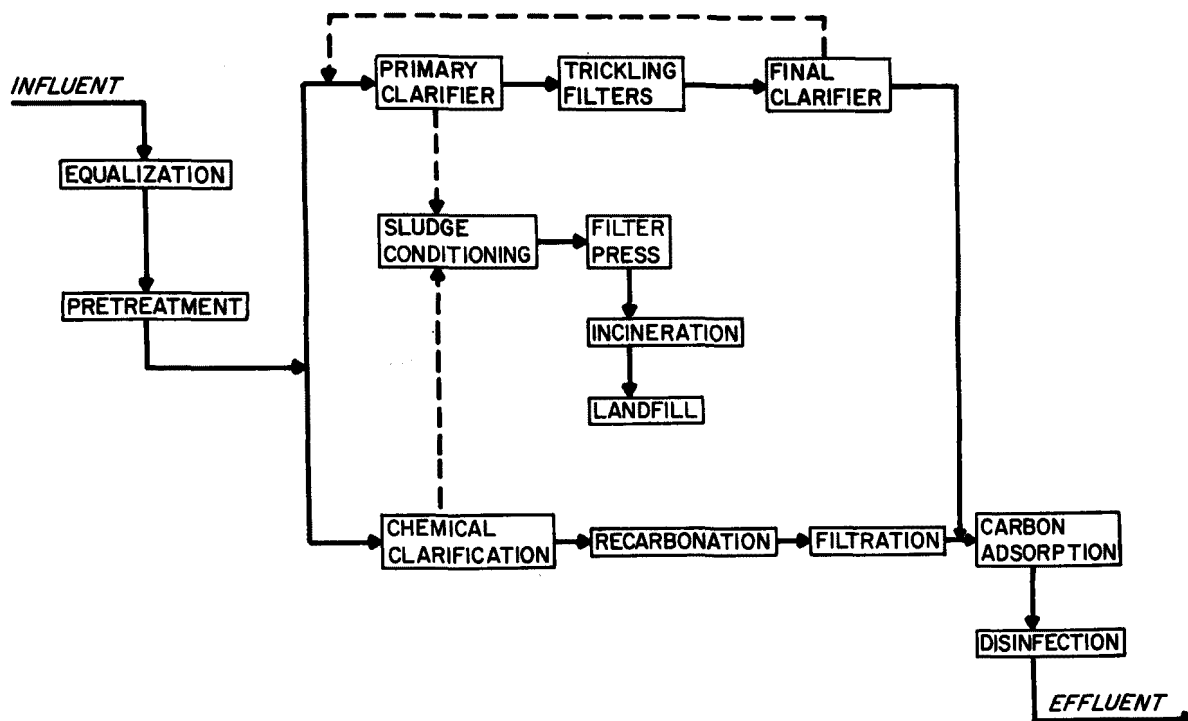 INFLUENT
EQUALIZATION
PRETREATMENT
PRIMARY
CLARIFIER
TRICKLING
FILTERS
FINAL
CLARIFIER
SLUDGE
CONDITIONING
FILTER
PRESS
INCINERATION
LANDFILL
CHEMICAL
CLARIFICATION
RECARBONATION
FILTRATION
CARBON
ADSORPTION
DISINFECTION
EFFLUENT